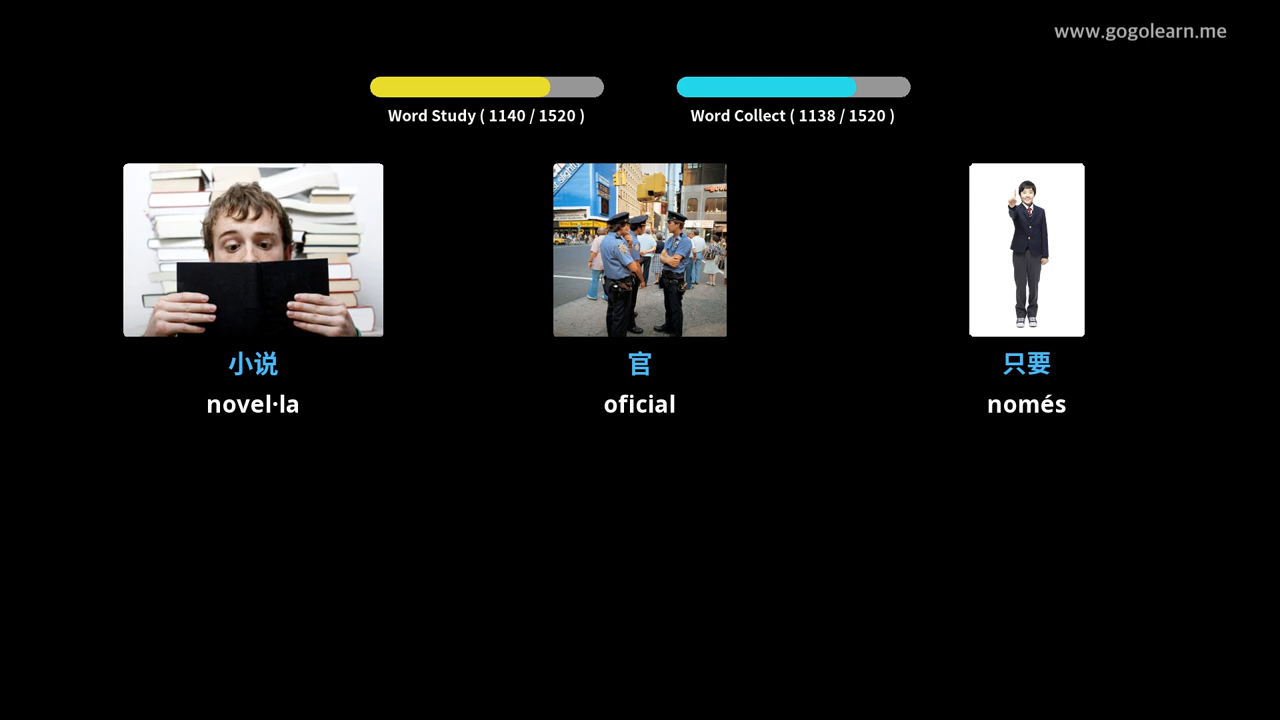 www.gogolearn.me
Word Study ( 1140 / 1520 )
Word Collect ( 1138 / 1520 )
小说
官
只要
novel·la
oficial
només